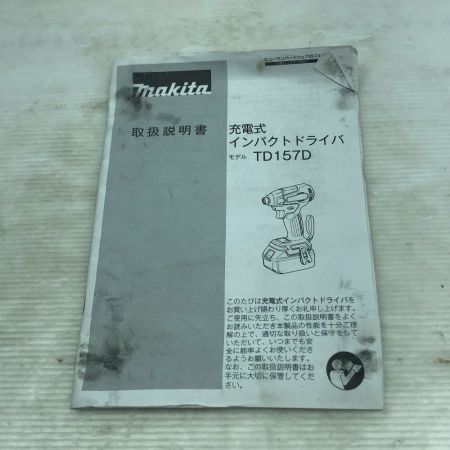 makita
取扱説明書
充電式
インパクトドライバ
モデル TD157D
このたびは充電式インパクトドライバを
お買い上げ賜わり厚くお礼申し上げます。
ご使用に先立ち、この取扱説明書をよく
お読みいただき本製品の性能を十分ご理
解の上で、適切な取り扱いと保守をして
いただいて、いつまでも安
全に能率よくお使いくださ
るようお願いいたします。
なお、この取扱説明書はお
手元に大切に保管してくだ
さい。